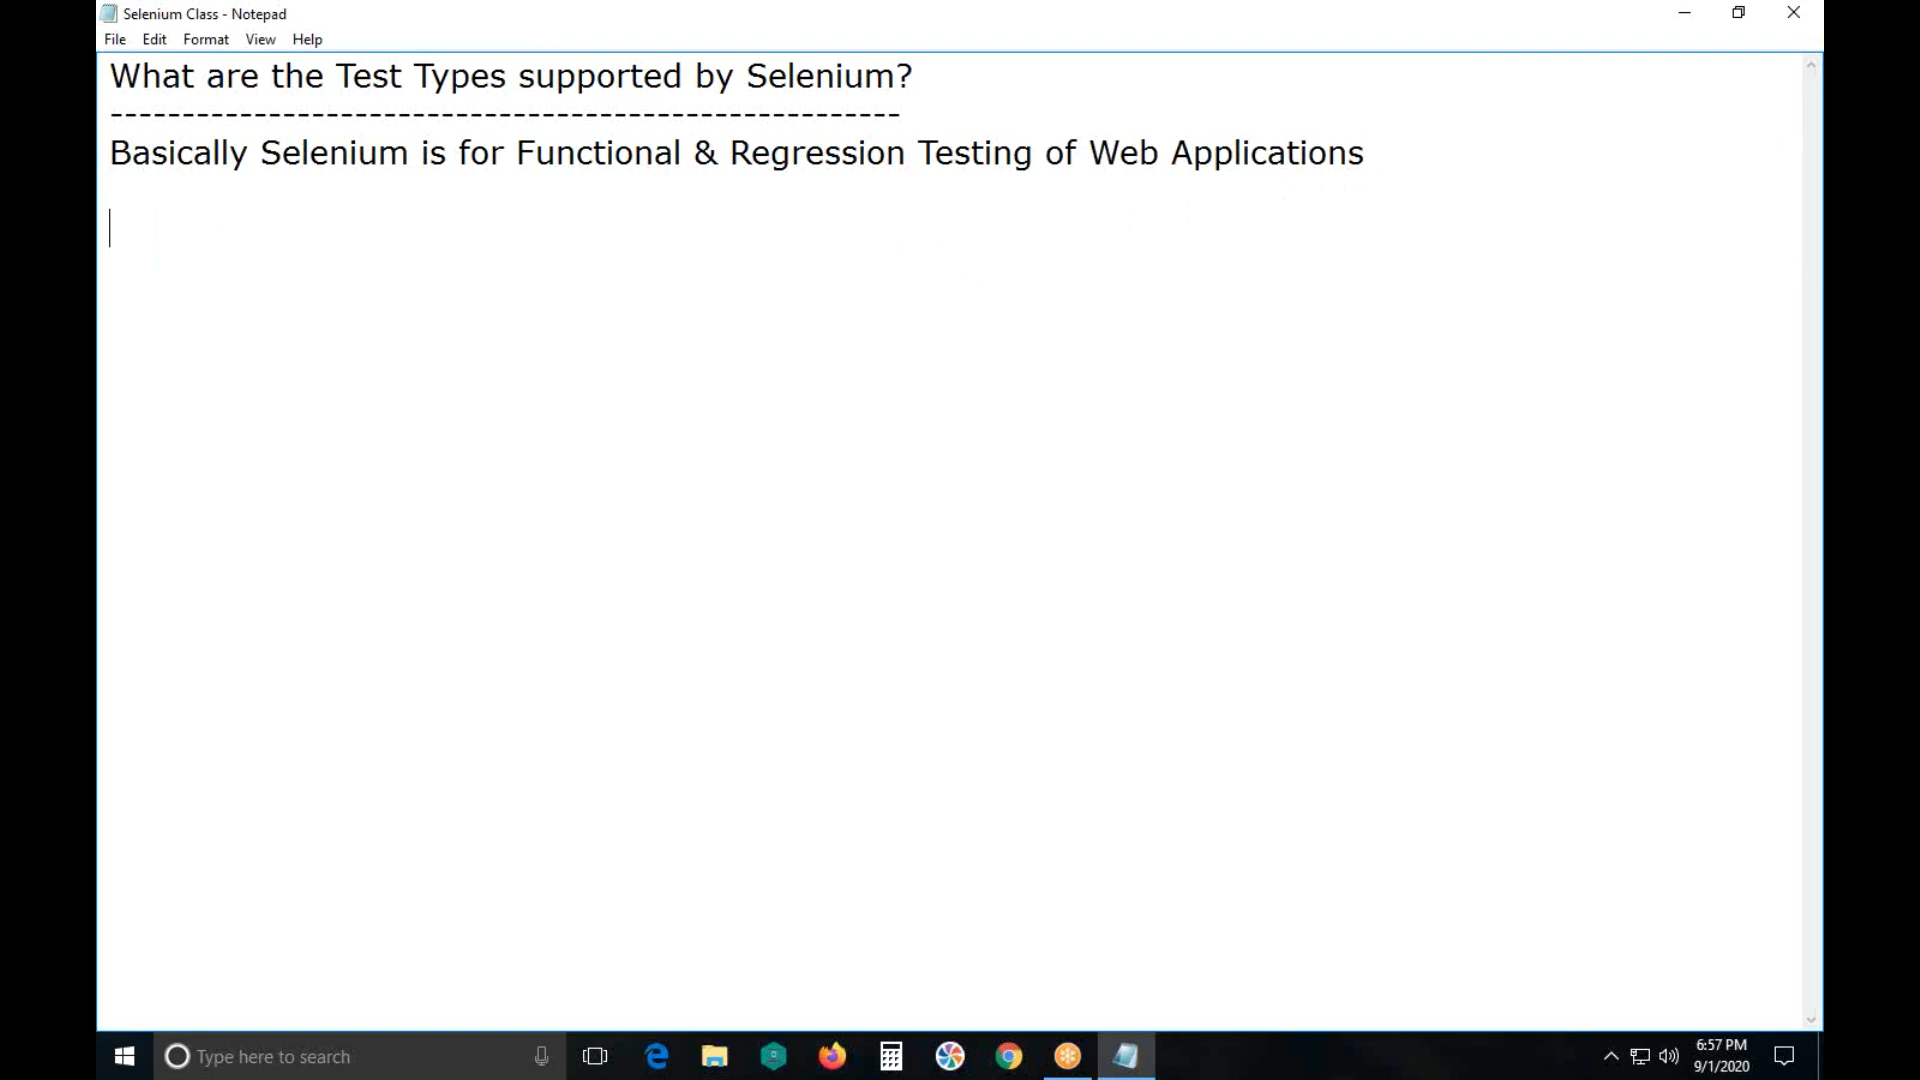 Selenium Class - Notepad
File Edit Format View Help
What are the Test Types supported by Selenium?
-------------------------------------------------------
Basically Selenium is for Functional & Regression Testing of Web Applications
Type here to search
6:57 PM
9/1/2020